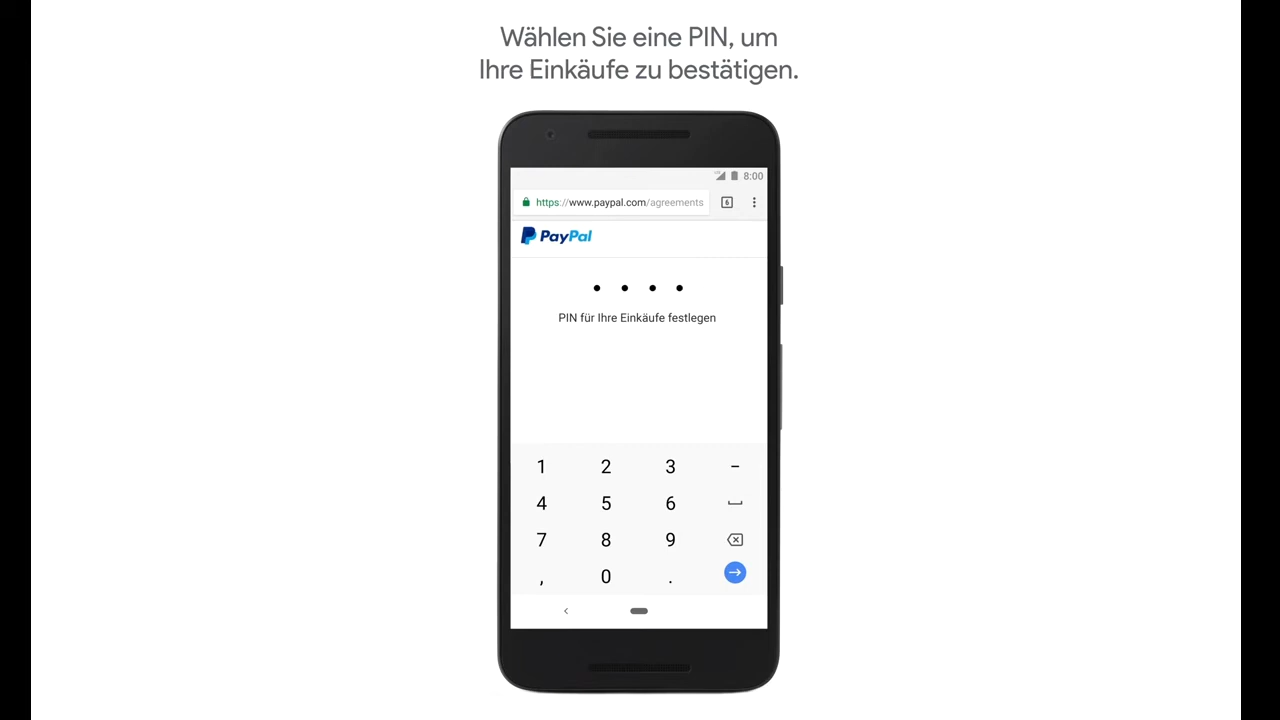 Wählen Sie eine PIN, um
Ihre Einkäufe zu bestätigen.
8:00
https://www.paypal.com/agreements
6
PayPal
PIN für Ihre Einkäufe festlegen
1 2 3 -
4 5 6
7 8 9
, 0 .